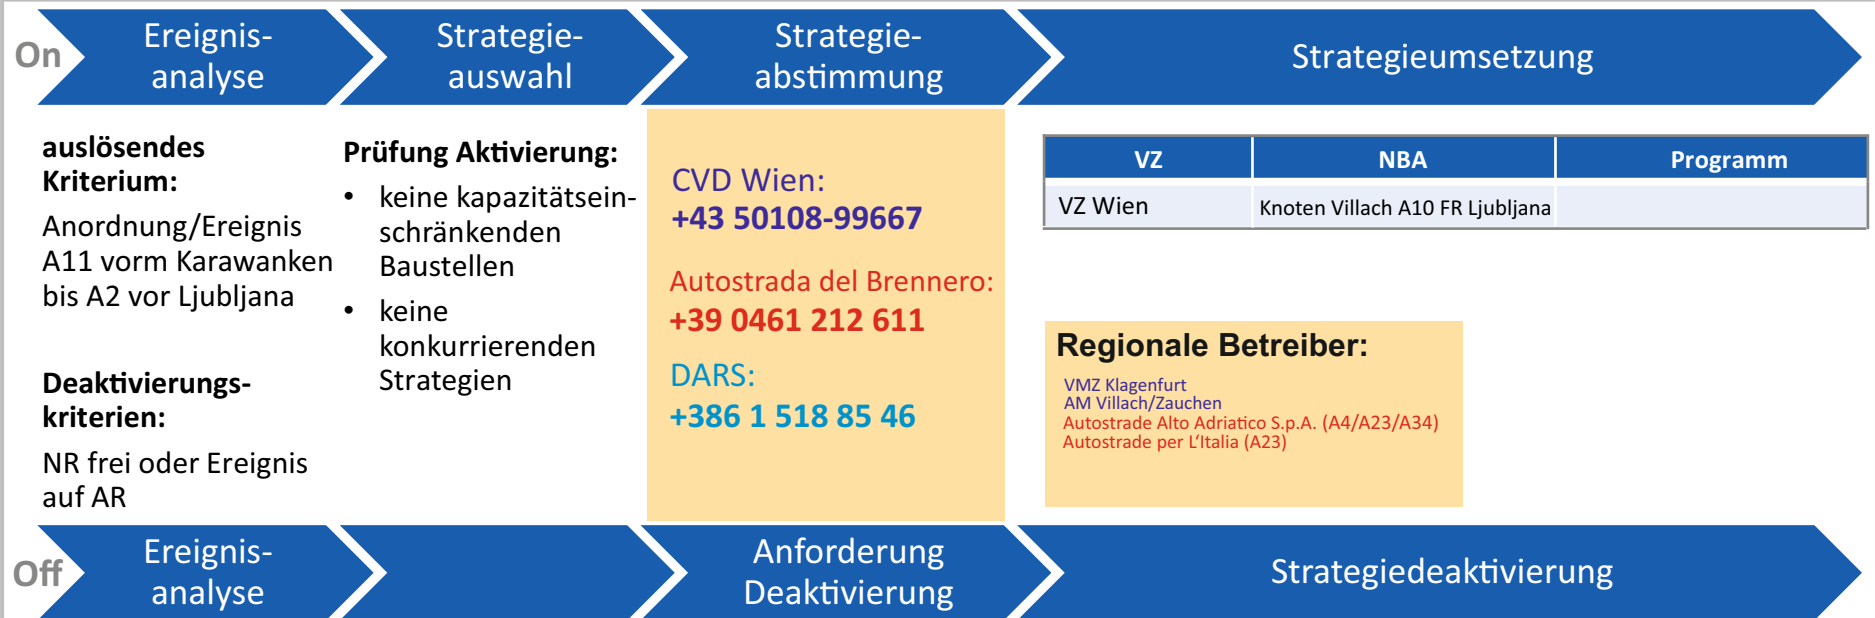 On
Ereignis-
analyse
Strategie-
auswahl
Strategie-
abstimmung
Strategieumsetzung
auslösendes
Kriterium:
Anordnung/Ereignis
A11 vorm Karawanken
bis A2 vor Ljubljana
Deaktivierungs-
kriterien:
NR frei oder Ereignis
auf AR
Prüfung Aktivierung:
• keine kapazitätsein-
schränkenden
Baustellen
• keine
konkurrierenden
Strategien
CVD Wien:
+43 50108-99667
Autostrada del Brennero:
+39 0461 212 611
DARS:
+386 1 518 85 46
VZ NBA Programm
VZ Wien Knoten Villach A10 FR Ljubljana
Regionale Betreiber:
VMZ Klagenfurt
AM Villach/Zauchen
Autostrade Alto Adriatico S.p.A. (A4/A23/A34)
Autostrade per L'Italia (A23)
Off
Ereignis-
analyse
Anforderung
Deaktivierung
Strategiedeaktivierung